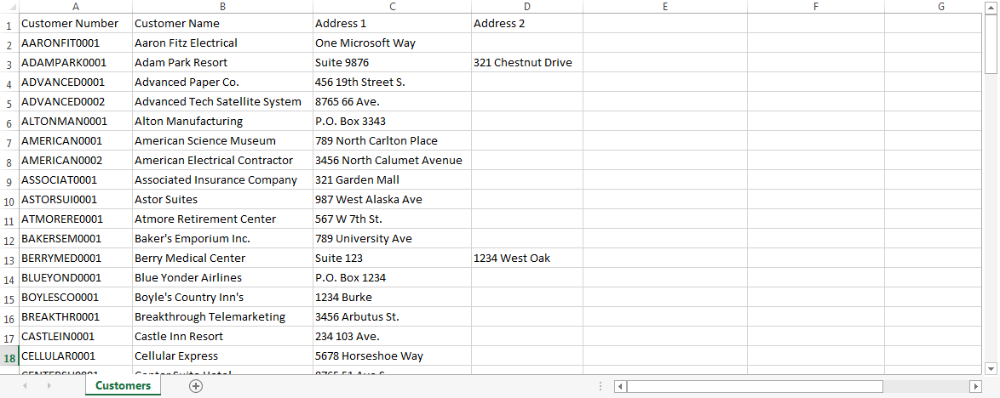 A B C D E F G
1 Customer Number Customer Name Address 1 Address 2
2 AARONFIT0001 Aaron Fitz Electrical One Microsoft Way
3 ADAMPARK0001 Adam Park Resort Suite 9876 321 Chestnut Drive
4 ADVANCED0001 Advanced Paper Co. 456 19th Street S.
5 ADVANCED0002 Advanced Tech Satellite System 8765 66 Ave.
6 ALTONMAN0001 Alton Manufacturing P.O. Box 3343
7 AMERICAN0001 American Science Museum 789 North Carlton Place
8 AMERICAN0002 American Electrical Contractor 3456 North Calumet Avenue
9 ASSOCIAT0001 Associated Insurance Company 321 Garden Mall
10 ASTORSUI0001 Astor Suites 987 West Alaska Ave
11 ATMORERE0001 Atmore Retirement Center 567 W 7th St.
12 BAKERSEM0001 Baker's Emporium Inc. 789 University Ave
13 BERRYMED0001 Berry Medical Center Suite 123 1234 West Oak
14 BLUEYOND0001 Blue Yonder Airlines P.O. Box 1234
15 BOYLESCO0001 Boyle's Country Inn's 1234 Burke
16 BREAKTHR0001 Breakthrough Telemarketing 3456 Arbutus St.
17 CASTLEIN0001 Castle Inn Resort 234 103 Ave.
18 CELLULAR0001 Cellular Express 5678 Horseshoe Way
Customers